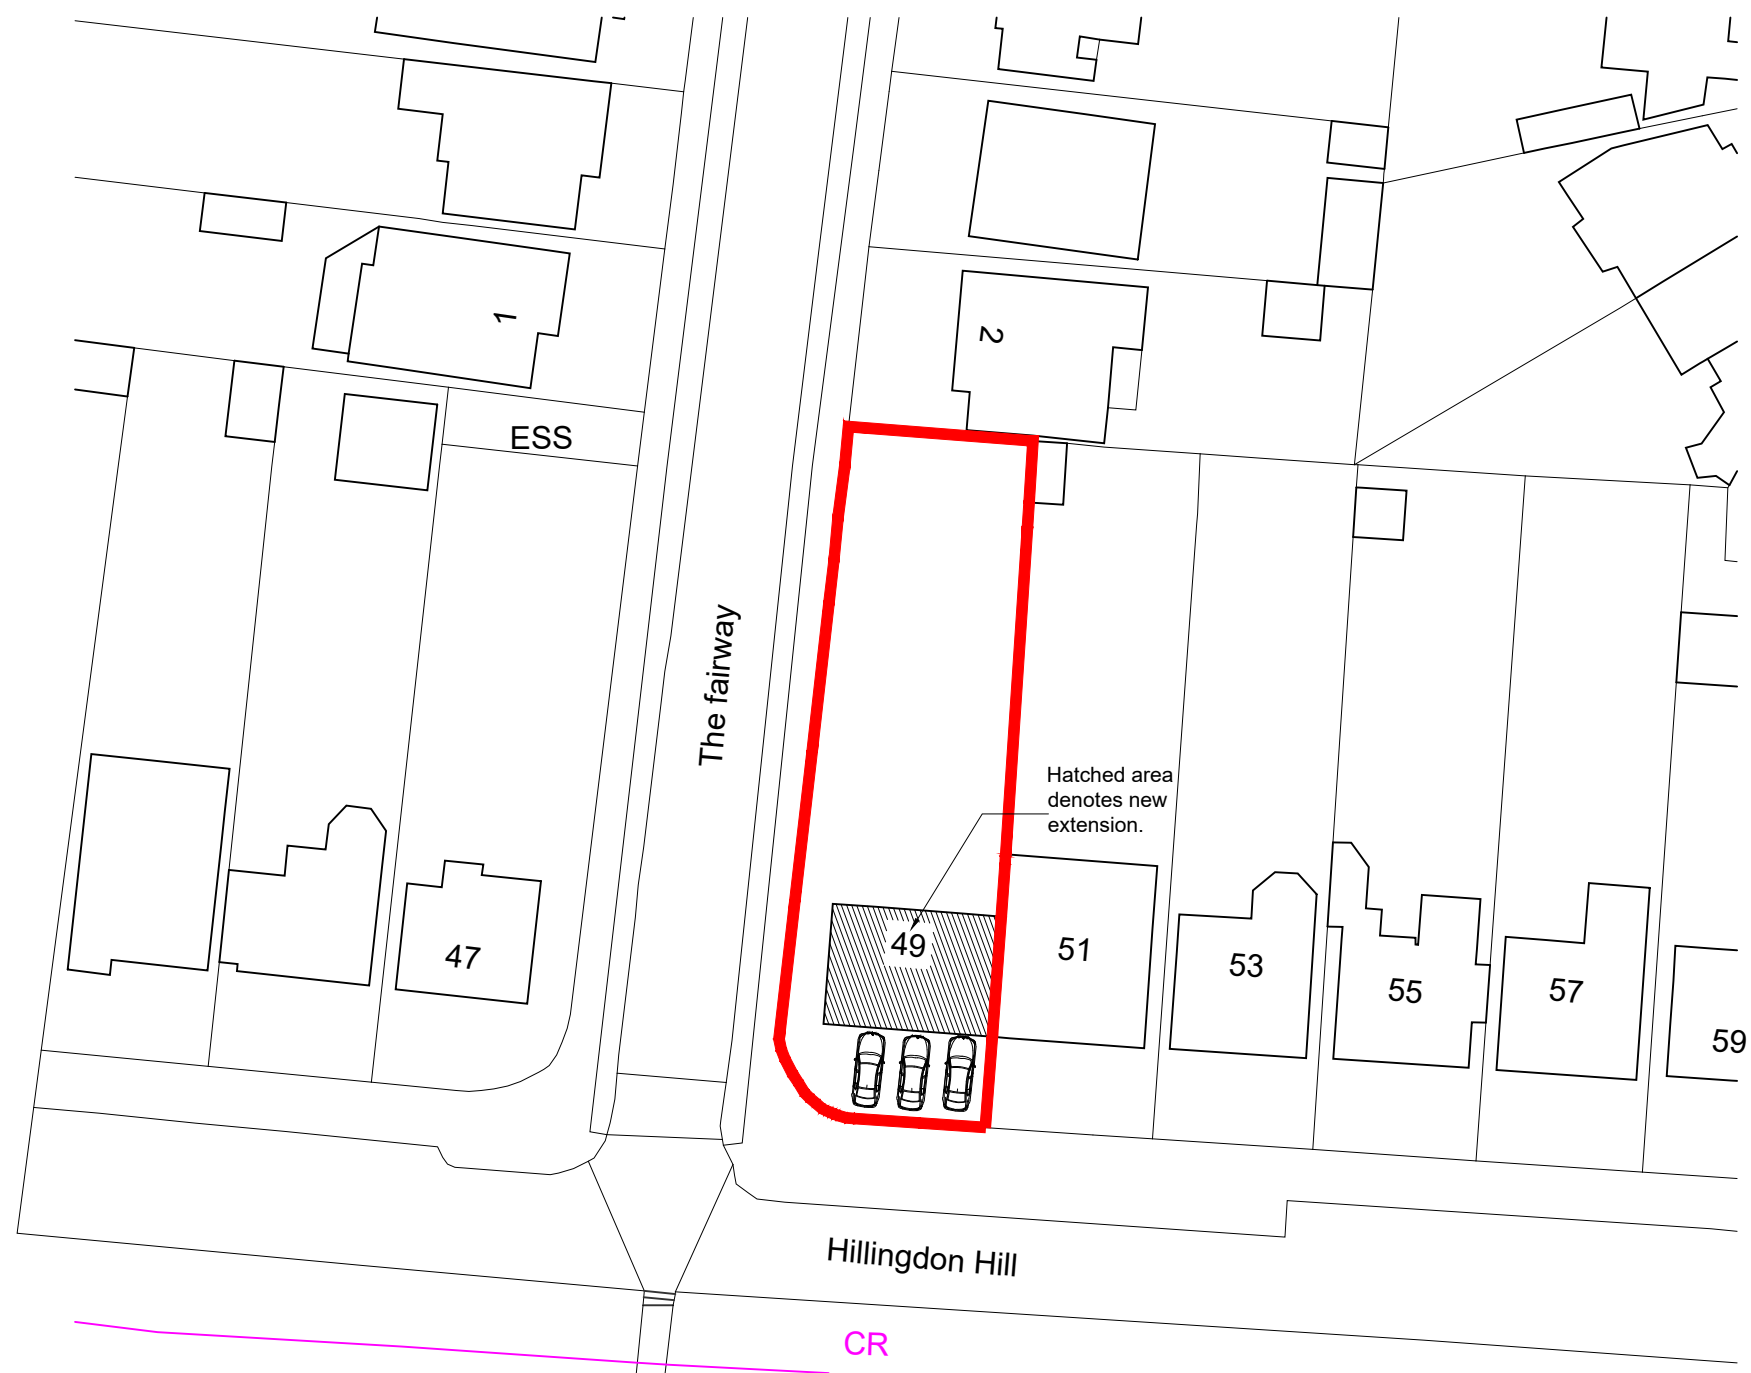 1
2
ESS
The fairway
Hatched area
denotes new
extension.
47
49
51
53
55
57
59
Hillingdon Hill
CR